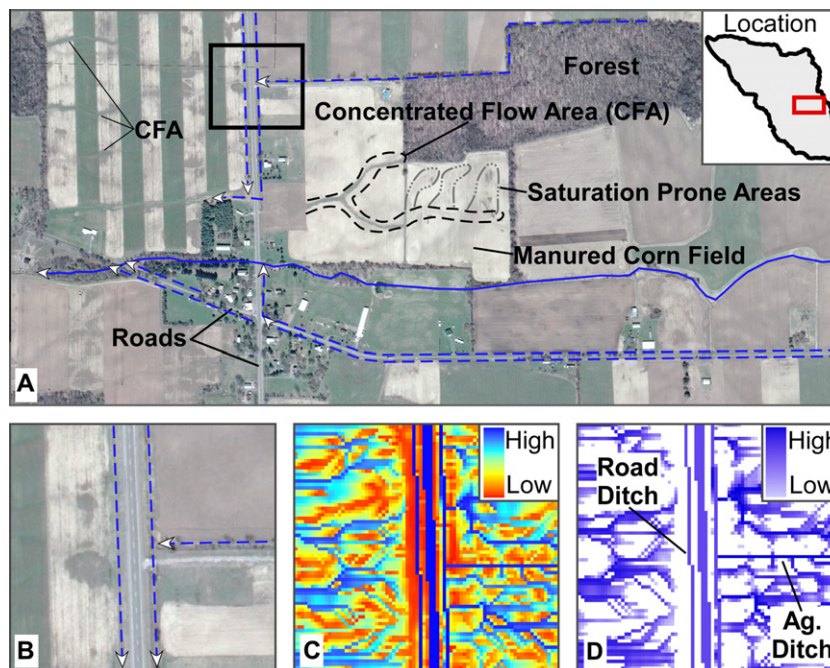 Location
Forest
Concentrated Flow Area (CFA)
CFA
Saturation Prone Areas
Manured Corn Field
Roads
A
B
High
Low
C
High
Road
Ditch
Low
Ag.
Ditch
D